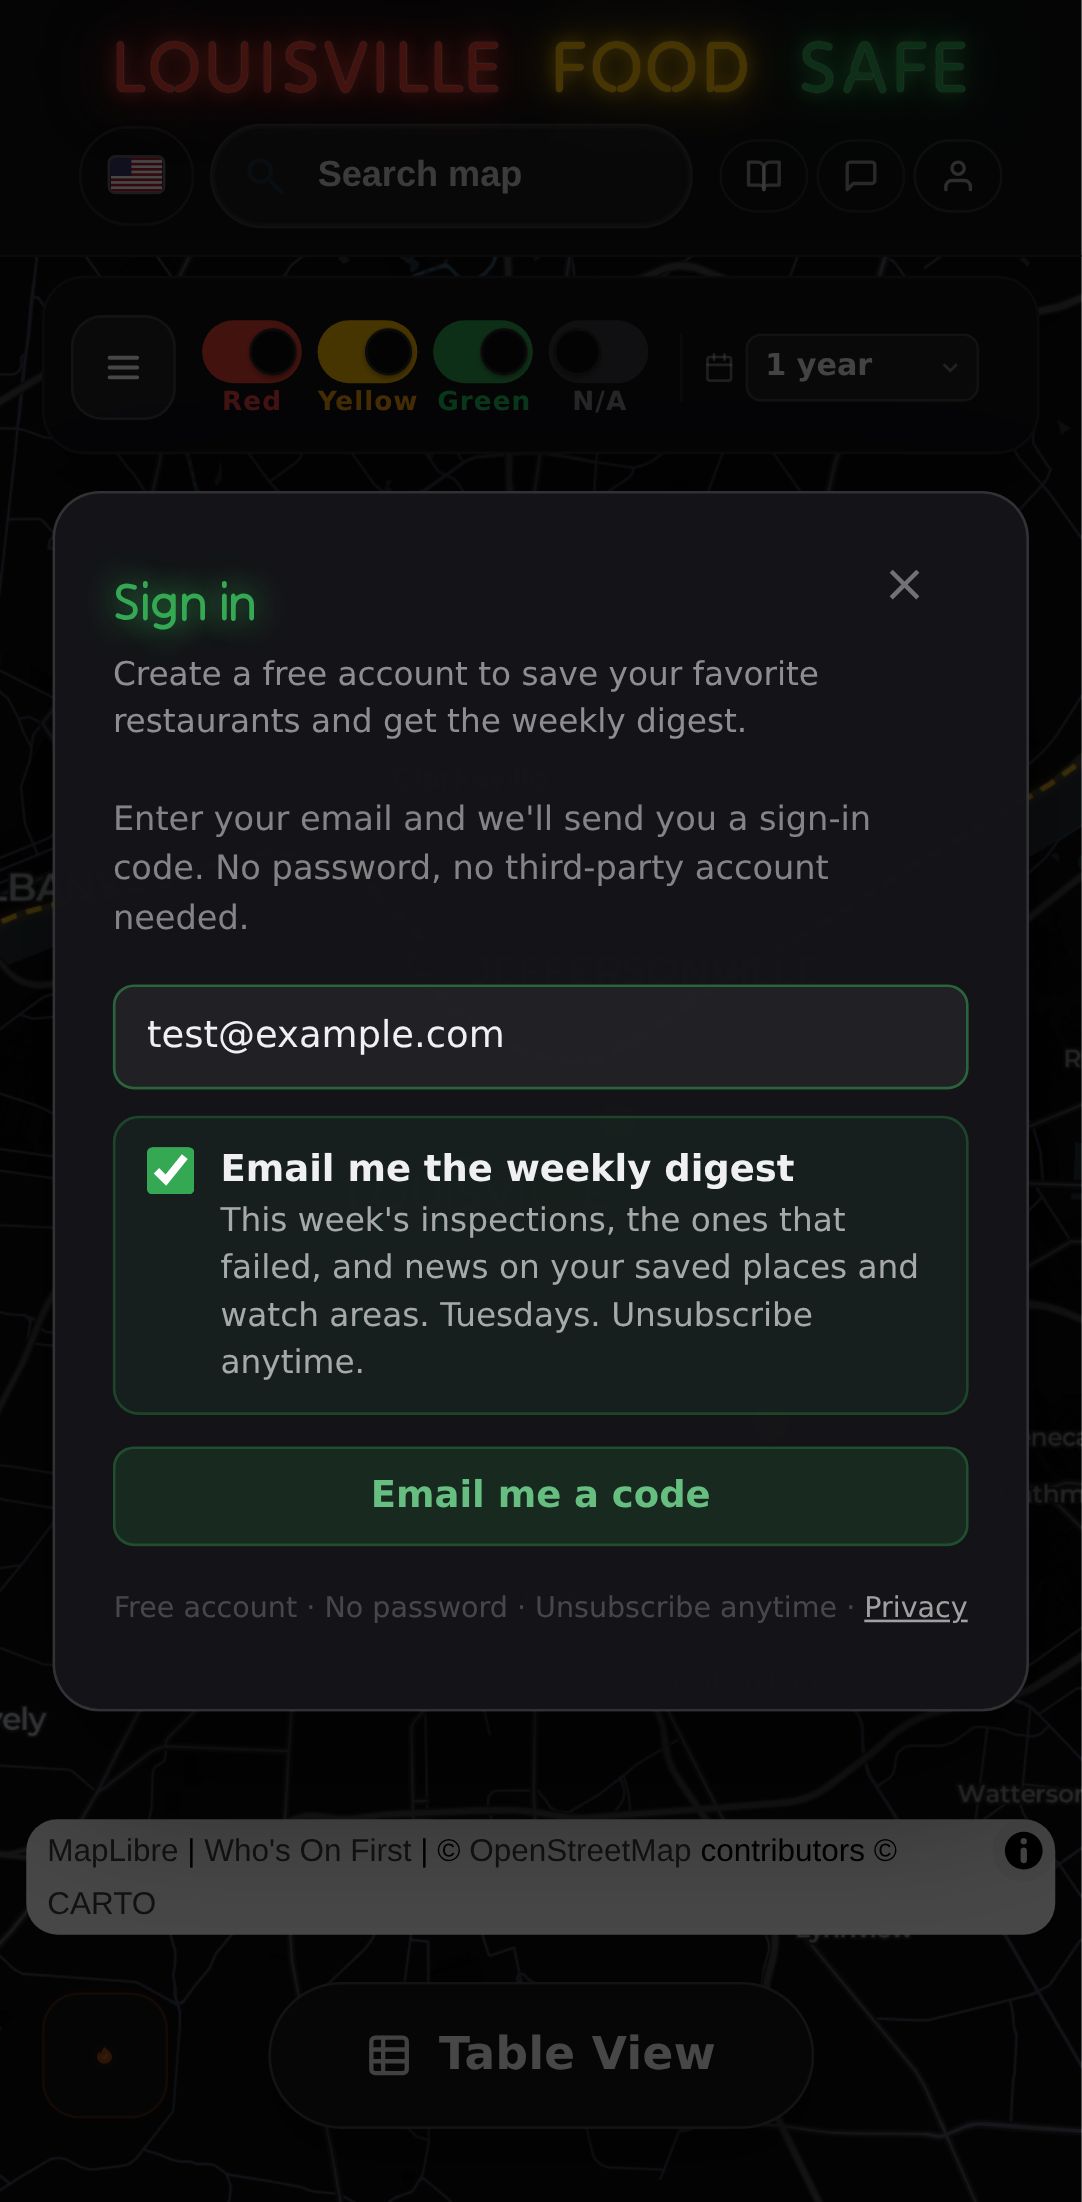 LOUISVILLE FOOD SAFE
Search map
Red Yellow Green N/A
1 year
Sign in
Create a free account to save your favorite
restaurants and get the weekly digest.
Enter your email and we'll send you a sign-in
code. No password, no third-party account
needed.
JEFFERSONVILLE
test@example.com
Email me the weekly digest
This week's inspections, the ones that
failed, and news on your saved places and
watch areas. Tuesdays. Unsubscribe
anytime.
Email me a code
Free account · No password · Unsubscribe anytime · Privacy
vely
Watterson
MapLibre | Who's On First | © OpenStreetMap contributors ©
CARTO
Table View